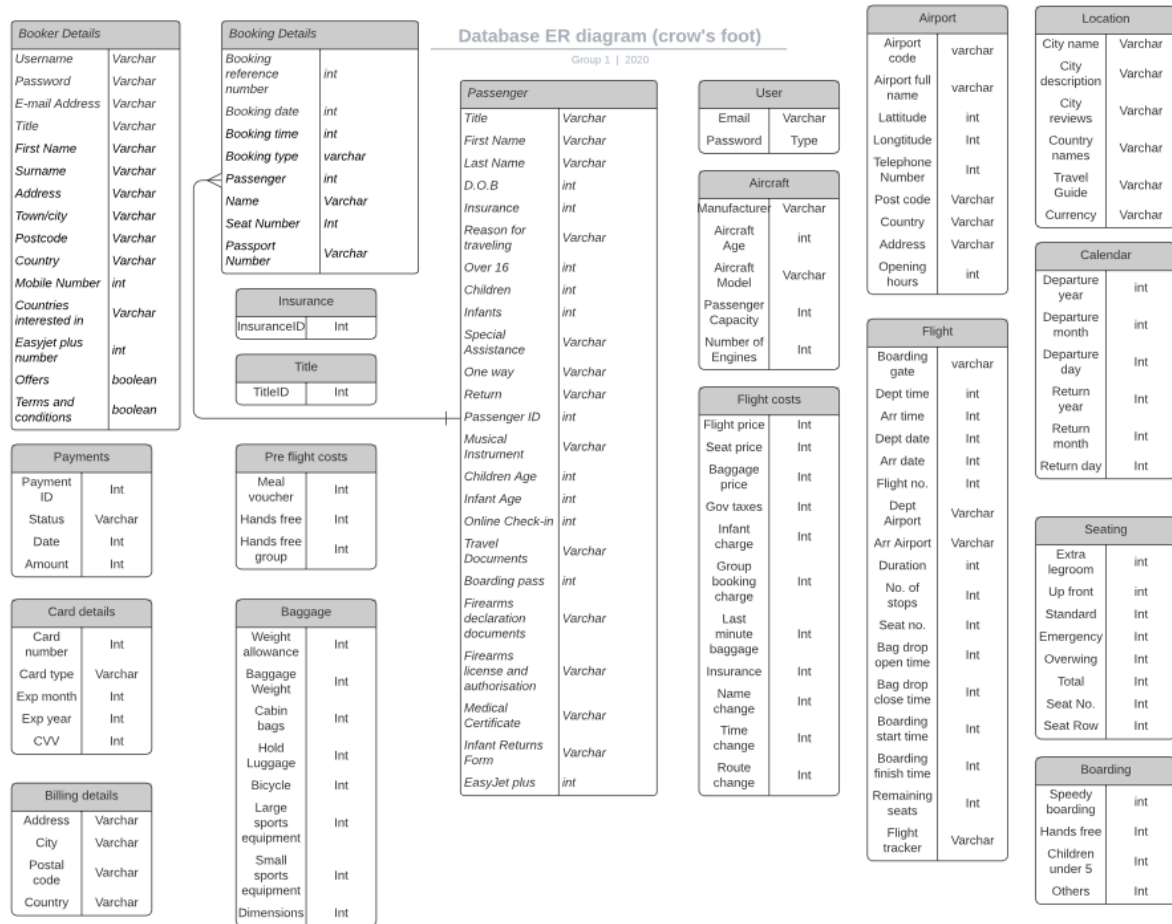 Database ER diagram (crow's foot)
Group 1 | 2020
Booker Details
Username Varchar
Password Varchar
E-mail Address Varchar
Title Varchar
First Name Varchar
Surname Varchar
Address Varchar
Town/city Varchar
Postcode Varchar
Country Varchar
Mobile Number int
Countries
interested in Varchar
Easyjet plus
number int
Offers boolean
Terms and
conditions boolean
Booking Details
Booking
reference
number int
Booking date int
Booking time int
Booking type varchar
Passenger int
Name Varchar
Seat Number Int
Passport
Number Varchar
Insurance
InsuranceID Int
Title
TitleID Int
Payments
Payment
ID Int
Status Varchar
Date Int
Amount Int
Pre flight costs
Meal
voucher Int
Hands free Int
Hands free
group Int
Card details
Card
number Int
Card type Varchar
Exp month Int
Exp year Int
CVV Int
Billing details
Address Varchar
City Varchar
Postal
code Varchar
Country Varchar
Baggage
Weight
allowance Int
Baggage
Weight Int
Cabin
bags Int
Hold
Luggage Int
Bicycle Int
Large
sports
equipment Int
Small
sports
equipment Int
Dimensions Int
Passenger
Title Varchar
First Name Varchar
Last Name Varchar
D.O.B int
Insurance int
Reason for
traveling Varchar
Over 16 int
Children int
Infants int
Special
Assistance Varchar
One way Varchar
Return Varchar
Passenger ID int
Musical
Instrument Varchar
Children Age int
Infant Age int
Online Check-in int
Travel
Documents Varchar
Boarding pass int
Firearms
declaration
documents Varchar
Firearms
license and
authorisation Varchar
Medical
Certificate Varchar
Infant Returns
Form Varchar
EasyJet plus int
User
Email Varchar
Password Type
Aircraft
Manufacturer Varchar
Aircraft
Age int
Aircraft
Model Varchar
Passenger
Capacity Int
Number of
Engines Int
Flight costs
Flight price Int
Seat price Int
Baggage
price Int
Gov taxes Int
Infant
charge Int
Group
booking
charge Int
Last
minute
baggage Int
Insurance Int
Name
change Int
Time
change Int
Route
change Int
Airport
Airport
code varchar
Airport full
name varchar
Lattitude int
Longtitude Int
Telephone
Number Int
Post code Varchar
Country Varchar
Address Varchar
Opening
hours int
Flight
Boarding
gate varchar
Dept time int
Arr time Int
Dept date Int
Arr date Int
Flight no. Int
Dept
Airport Varchar
Arr Airport Varchar
Duration int
No. of
stops Int
Seat no. Int
Bag drop
open time Int
Bag drop
close time Int
Boarding
start time Int
Boarding
finish time Int
Remaining
seats Int
Flight
tracker Varchar
Location
City name Varchar
City
description Varchar
City
reviews Varchar
Country
names Varchar
Travel
Guide Varchar
Currency Varchar
Calendar
Departure
year int
Departure
month int
Departure
day Int
Return
year Int
Return
month Int
Return day Int
Seating
Extra
legroom int
Up front int
Standard Int
Emergency Int
Overwing Int
Total Int
Seat No. Int
Seat Row Int
Boarding
Speedy
boarding int
Hands free Int
Children
under 5 Int
Others Int